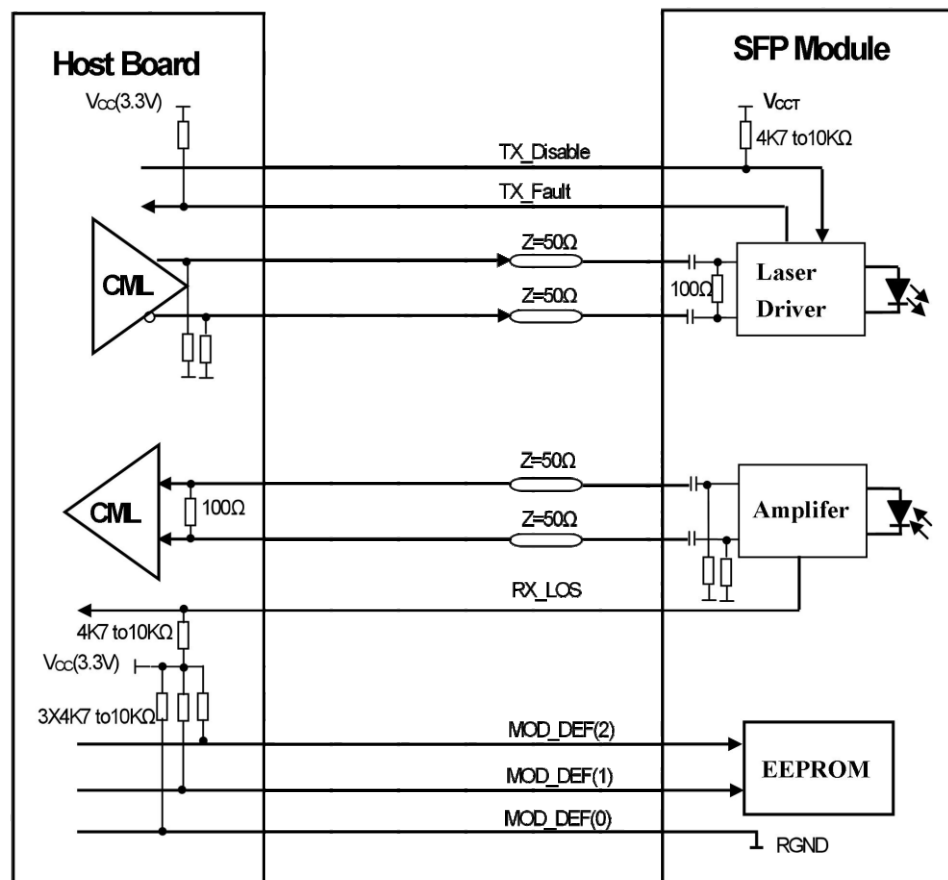 Host Board
SFP Module
VCC(3.3V)
VCCT
4K7 to10KΩ
TX_Disable
TX_Fault
Z=50Ω
CML
100Ω
Laser
Driver
Z=50Ω
Z=50Ω
CML
100Ω
Z=50Ω
Amplifer
RX_LOS
4K7 to10KΩ
VCC(3.3V)
3X4K7 to10KΩ
MOD_DEF(2)
EEPROM
MOD_DEF(1)
MOD_DEF(0)
RGND